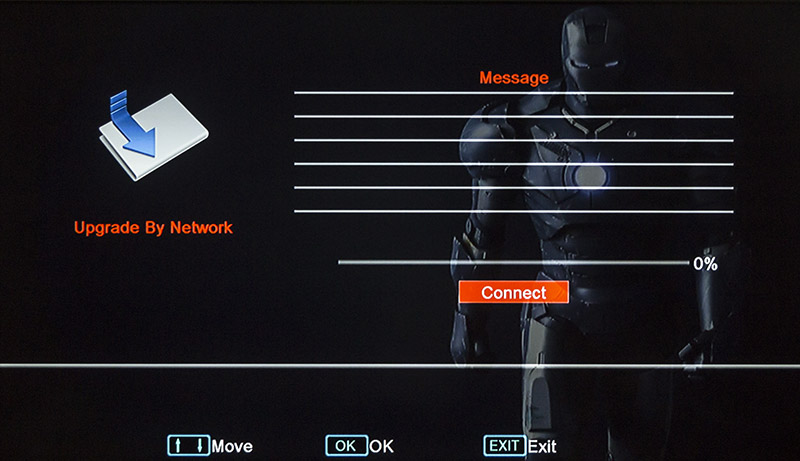 Message
Upgrade By Network
0%
Connect
Move
OK OK
EXIT Exit